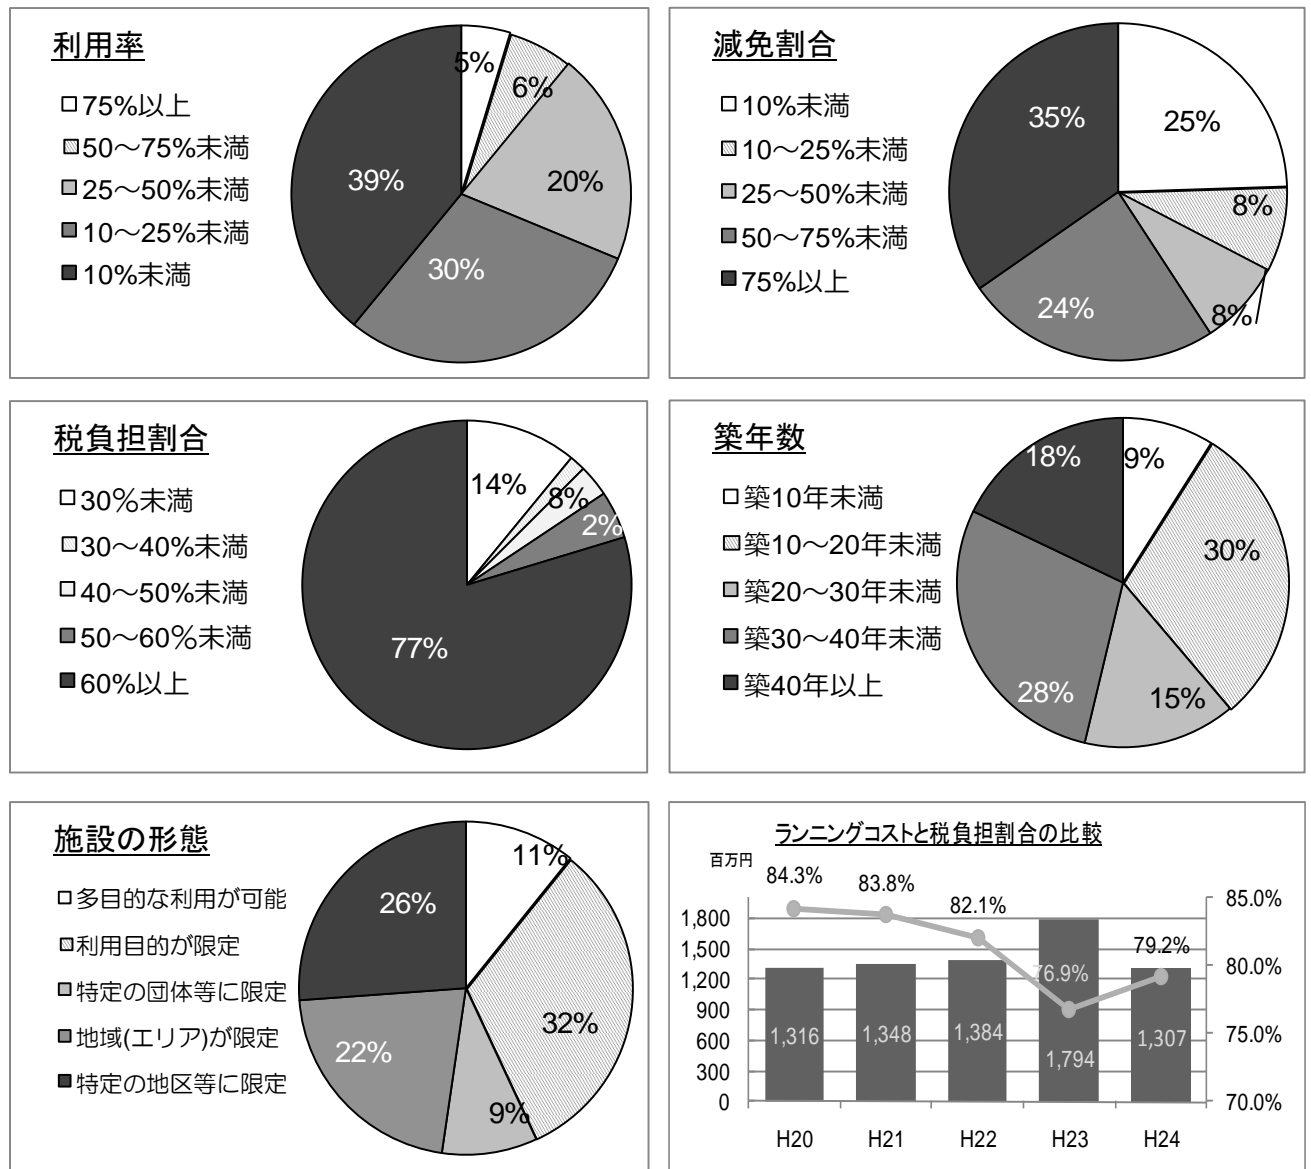 利用率
75%以上
50～75%未満
25～50%未満
10～25%未満
10%未満
5%
6%
20%
30%
39%
減免割合
10%未満
10～25%未満
25～50%未満
50～75%未満
75%以上
25%
8%
8%
24%
35%
税負担割合
30%未満
30～40%未満
40～50%未満
50～60%未満
60%以上
14%
8%
2%
77%
築年数
築10年未満
築10～20年未満
築20～30年未満
築30～40年未満
築40年以上
9%
30%
15%
28%
18%
施設の形態
多目的な利用が可能
利用目的が限定
特定の団体等に限定
地域(エリア)が限定
特定の地区等に限定
11%
32%
9%
22%
26%
ランニングコストと税負担割合の比較
百万円
84.3%
83.8%
82.1%
76.9%
79.2%
1,800
1,500
1,200
900
600
300
0
85.0%
80.0%
75.0%
70.0%
1,316
1,348
1,384
1,794
1,307
H20
H21
H22
H23
H24